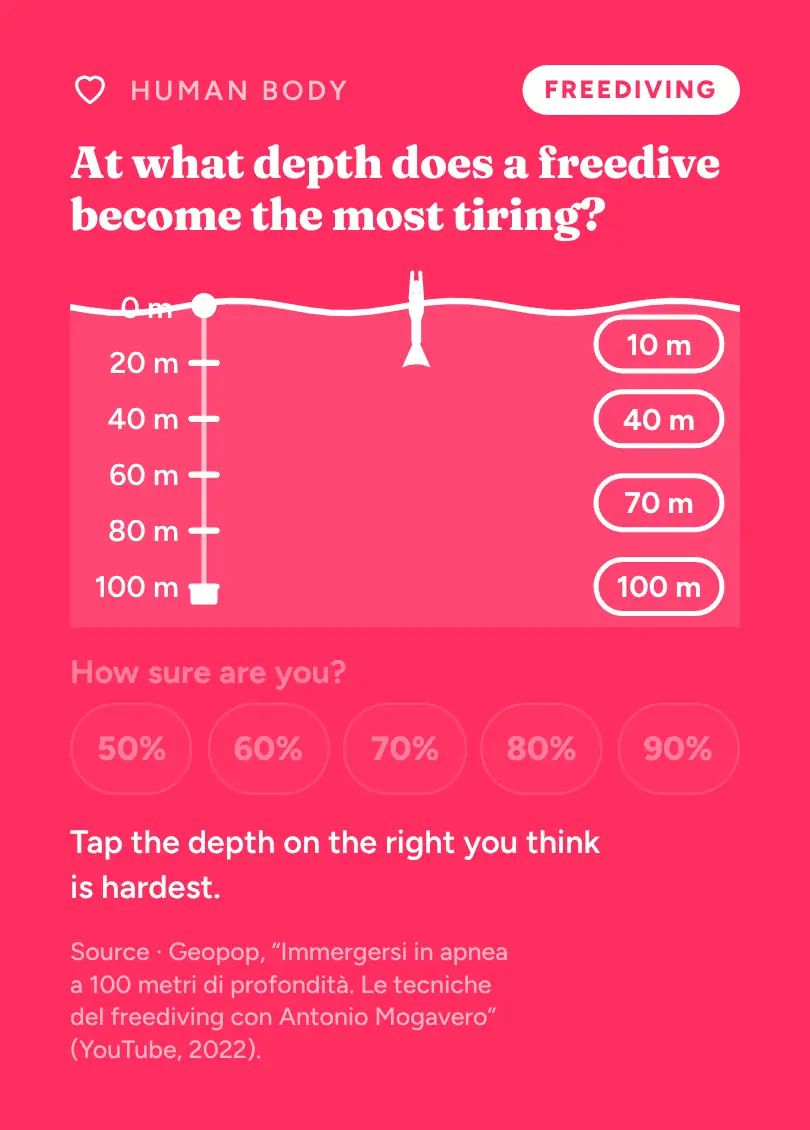 HUMAN BODY
FREEDIVING
At what depth does a freedive
become the most tiring?
0 m
20 m
40 m
60 m
80 m
100 m
10 m
40 m
70 m
100 m
How sure are you?
50% 60% 70% 80% 90%
Tap the depth on the right you think
is hardest.
Source · Geopop, “Immergersi in apnea
a 100 metri di profondità. Le tecniche
del freediving con Antonio Mogavero”
(YouTube, 2022).